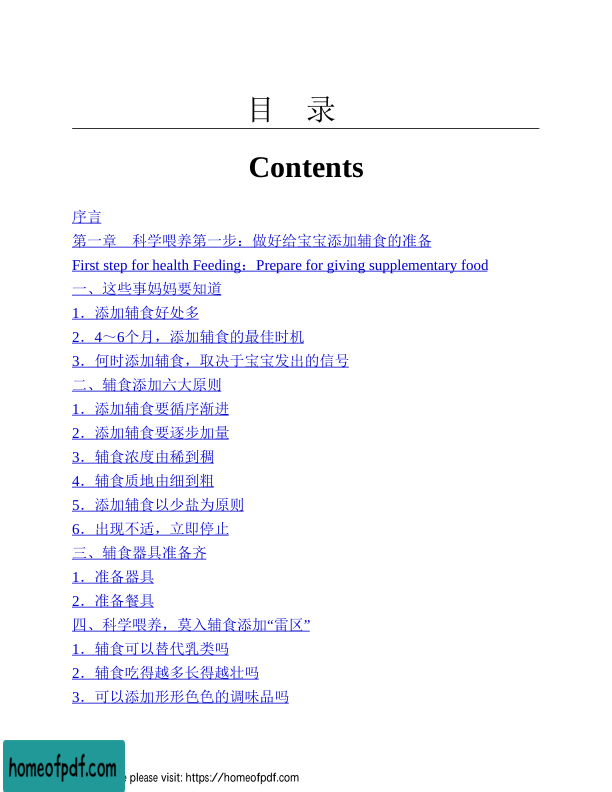 目 录
Contents
序言
第一章 科学喂养第一步：做好给宝宝添加辅食的准备
First step for health Feeding：Prepare for giving supplementary food
一、这些事妈妈要知道
1．添加辅食好处多
2．4～6个月，添加辅食的最佳时机
3．何时添加辅食，取决于宝宝发出的信号
二、辅食添加六大原则
1．添加辅食要循序渐进
2．添加辅食要逐步加量
3．辅食浓度由稀到稠
4．辅食质地由细到粗
5．添加辅食以少盐为原则
6．出现不适，立即停止
三、辅食器具准备齐
1．准备器具
2．准备餐具
四、科学喂养，莫入辅食添加“雷区”
1．辅食可以替代乳类吗
2．辅食吃得越多长得越壮吗
3．可以添加形形色色的调味品吗
homeofpdf.com
please visit: https://homeofpdf.com